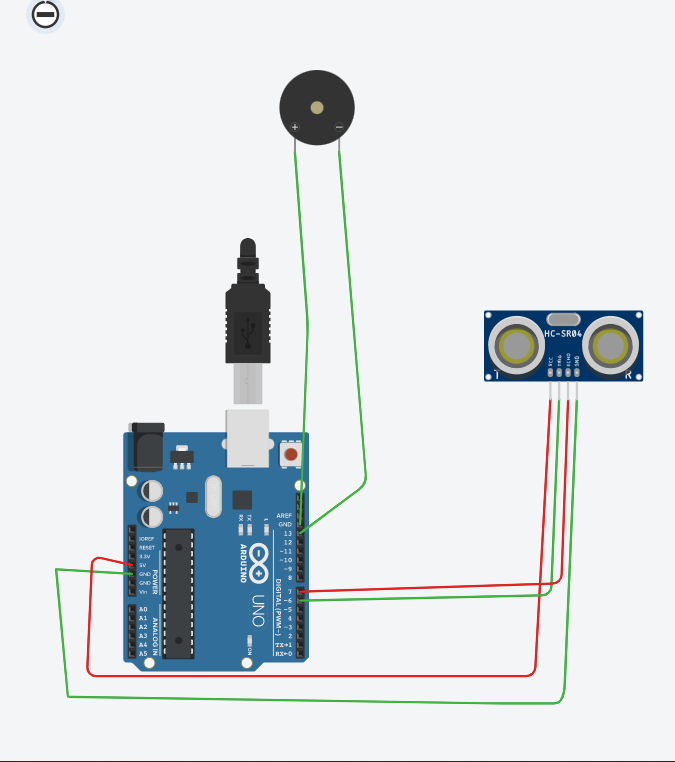 + −
HC-SR04
VCC
TRIG
ECHO
GND
T
R
AREF
GND
13
12
~11
~10
~9
8
7
~6
~5
4
~3
2
TX→1
RX←0
IOREF
RESET
3.3V
5V
GND
GND
Vin
A0
A1
A2
A3
A4
A5
POWER
ANALOG IN
RX
TX
L
ARDUINO
UNO
DIGITAL (PWM~)
ON